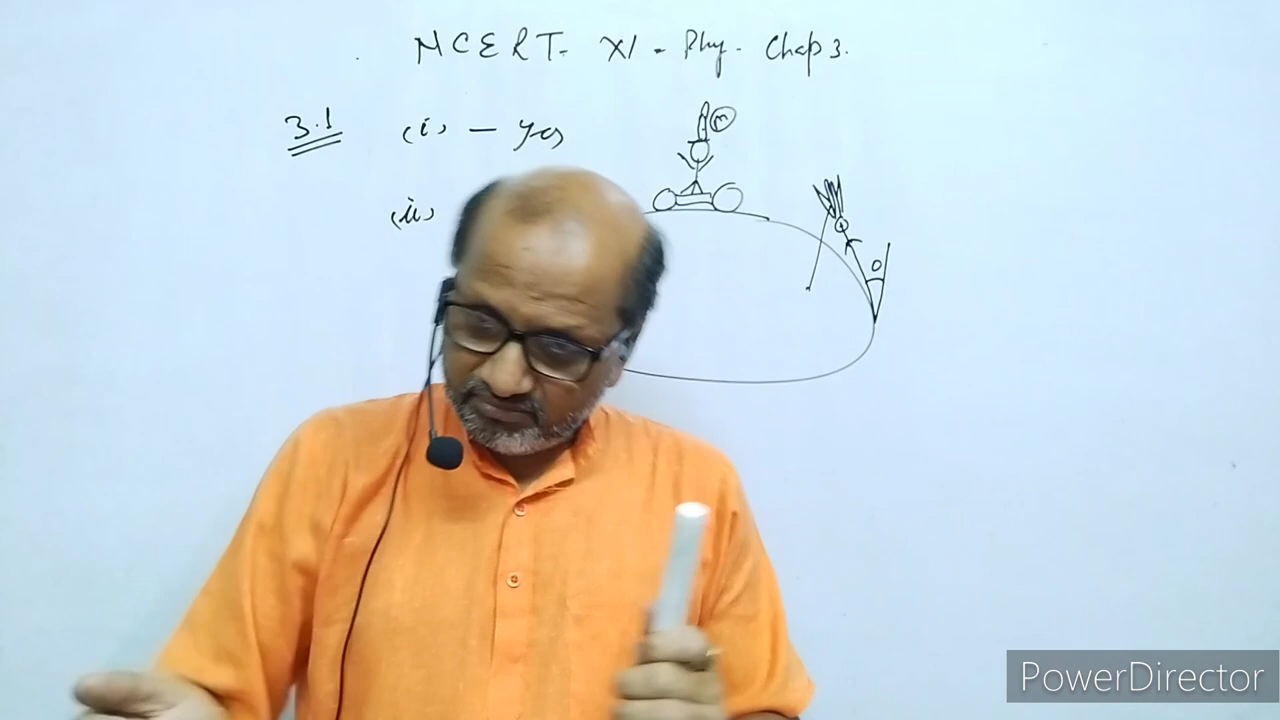 NCERT - XI - Phy - Chap 3.
3.1 (i) - yes
(ii)
m
θ
PowerDirector